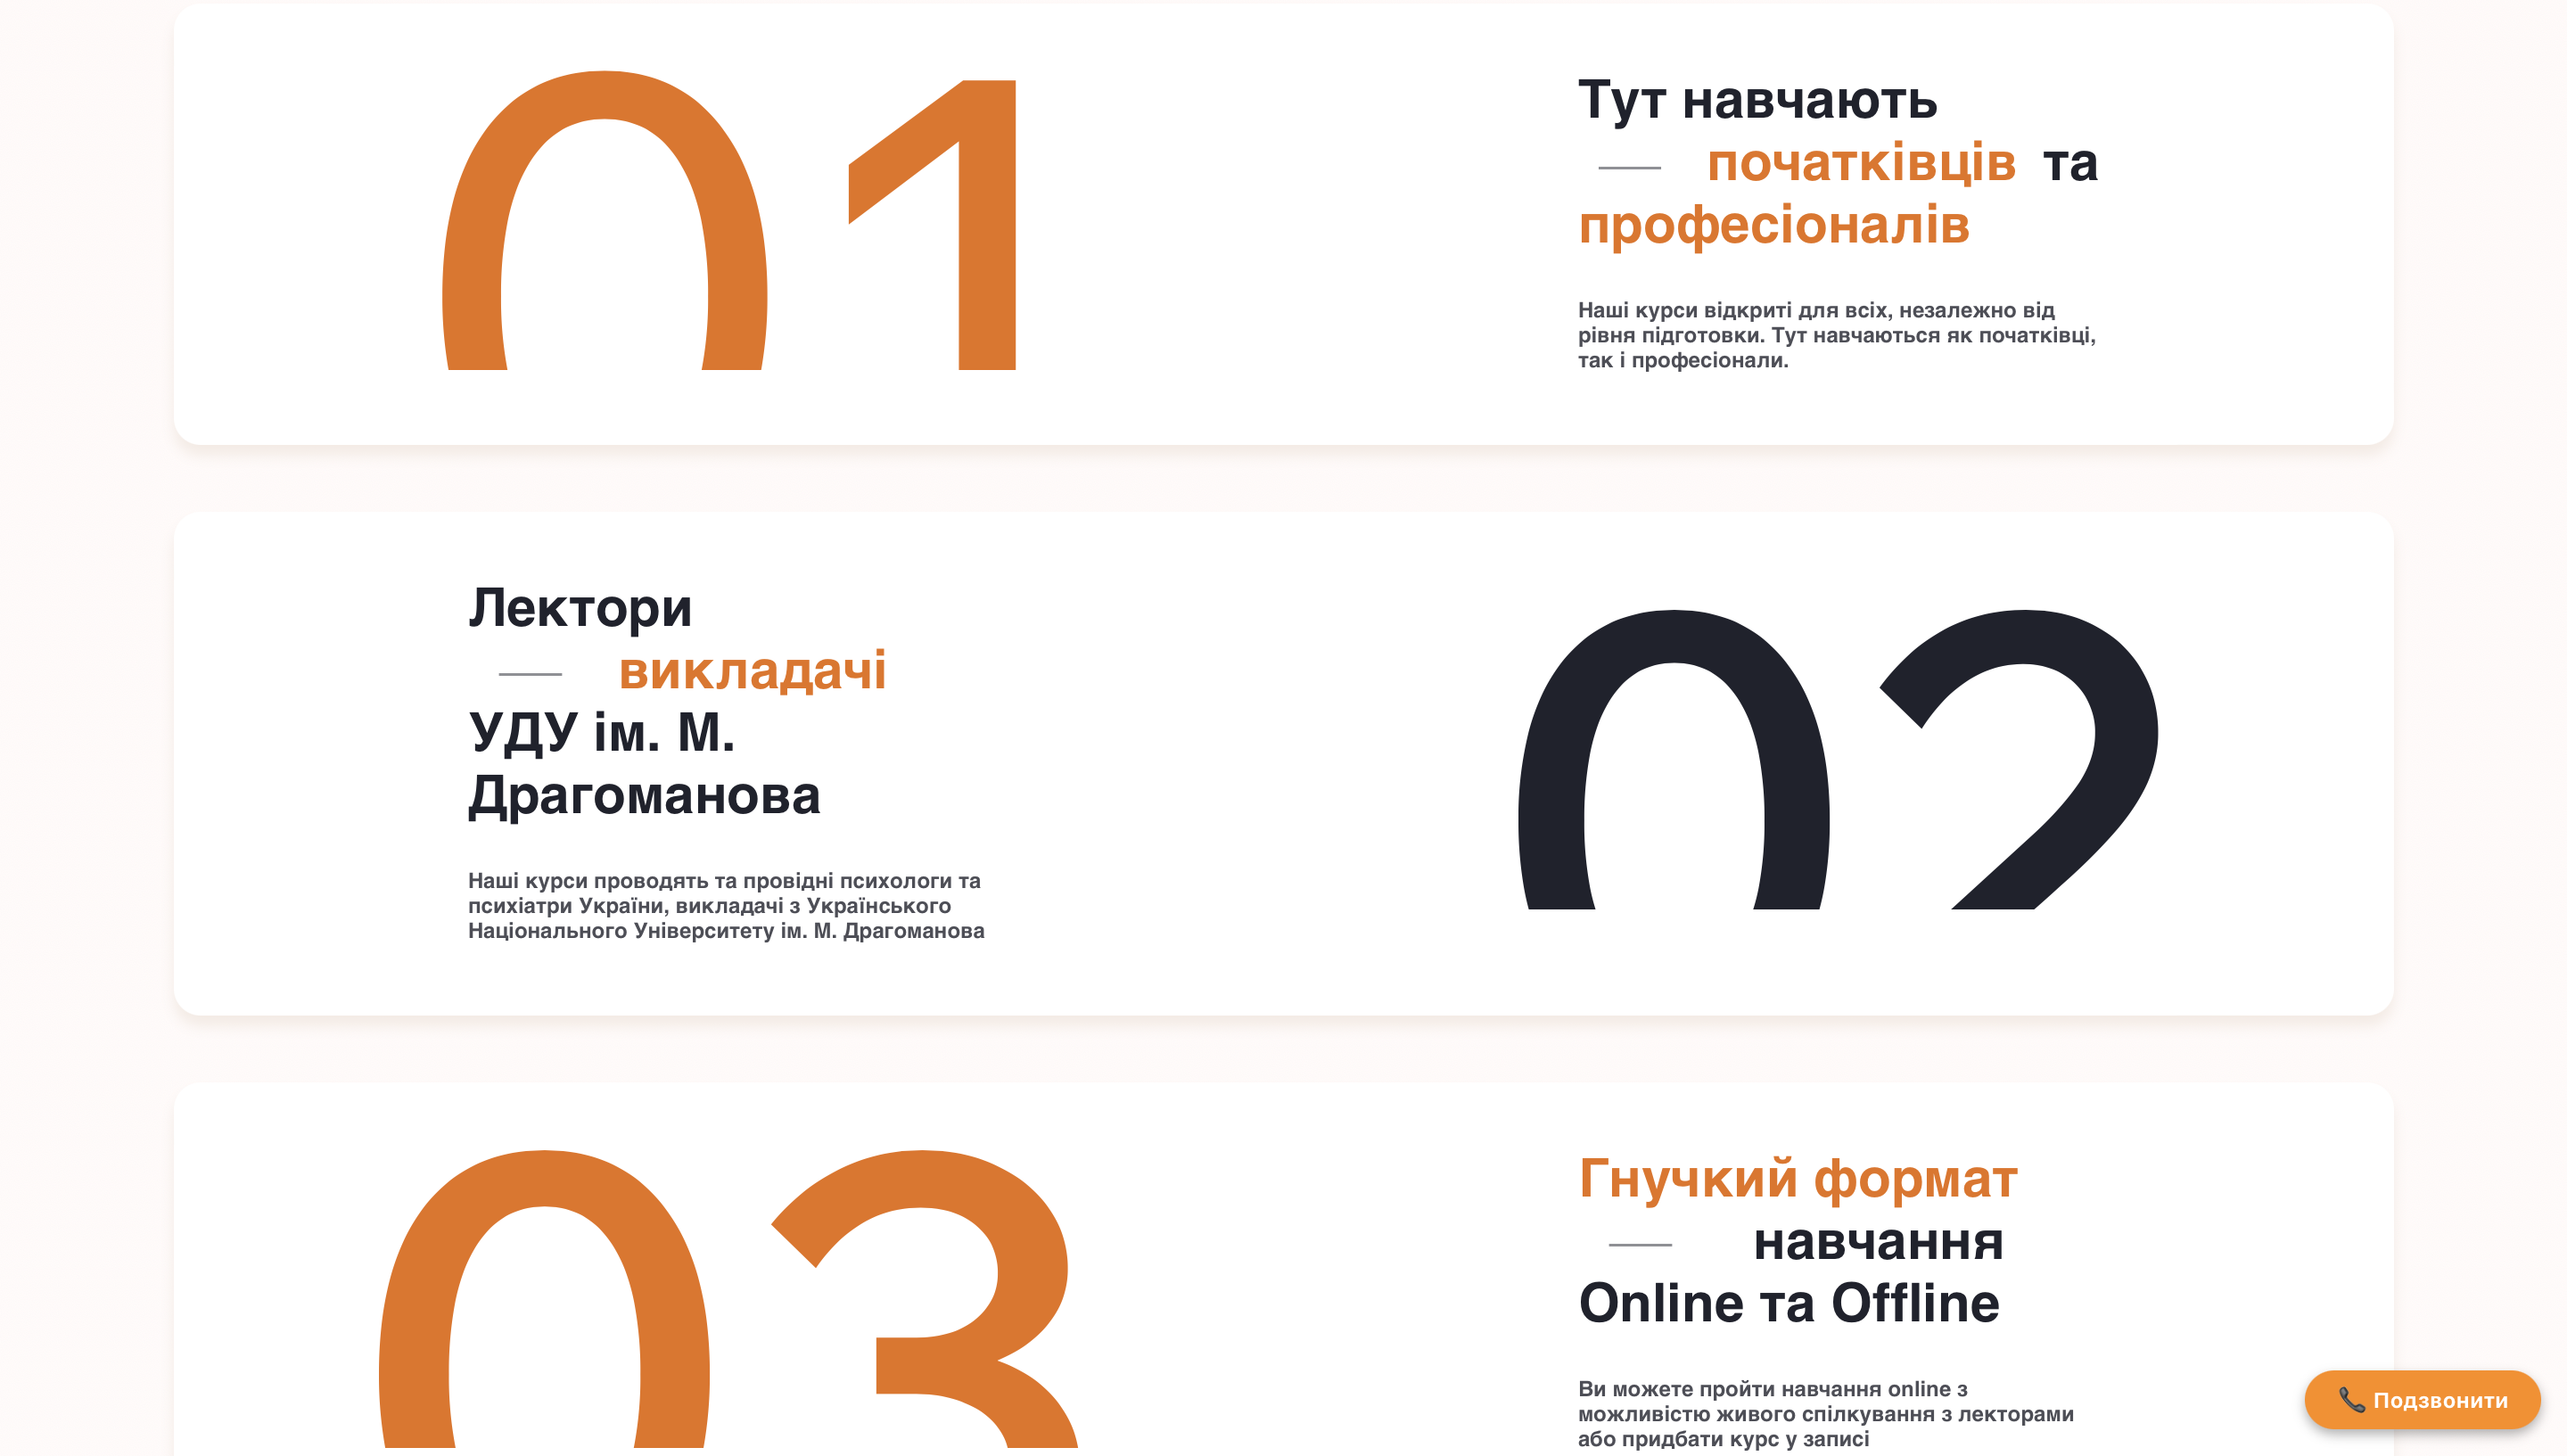 01
Тут навчають
початківців та
професіоналів
Наші курси відкриті для всіх, незалежно від
рівня підготовки. Тут навчаються як початківці,
так і професіонали.
Лектори
викладачі
УДУ ім. М.
Драгоманова
Наші курси проводять та провідні психологи та
психіатри України, викладачі з Українського
Національного Університету ім. М. Драгоманова
02
03
Гнучкий формат
навчання
Online та Offline
Ви можете пройти навчання online з
можливістю живого спілкування з лекторами
або придбати курс у записі
📞 Подзвонити